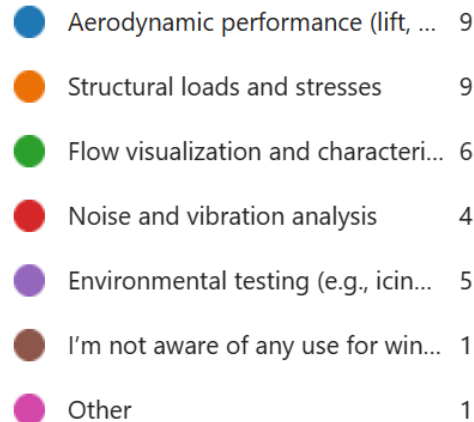 Aerodynamic performance (lift, ... 9
Structural loads and stresses 9
Flow visualization and characteri... 6
Noise and vibration analysis 4
Environmental testing (e.g., icin... 5
I'm not aware of any use for win... 1
Other 1